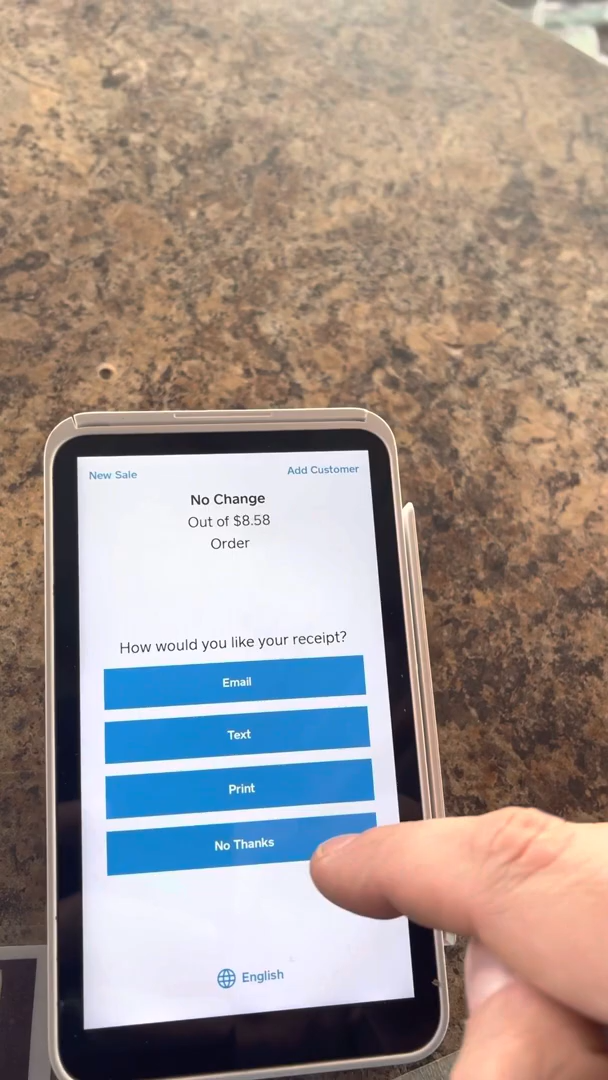 New Sale
Add Customer
No Change
Out of $8.58
Order
How would you like your receipt?
Email
Text
Print
No Thanks
English